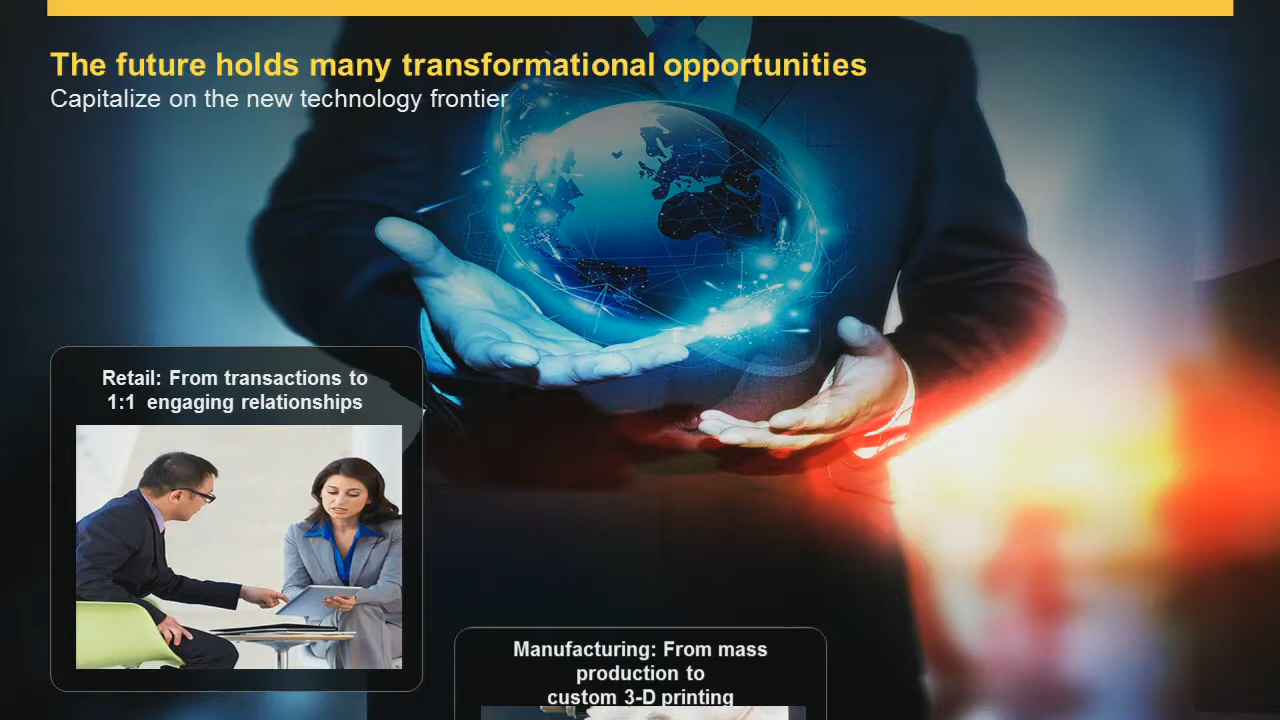 The future holds many transformational opportunities
Capitalize on the new technology frontier
Retail: From transactions to
1:1 engaging relationships
Manufacturing: From mass
production to
custom 3-D printing